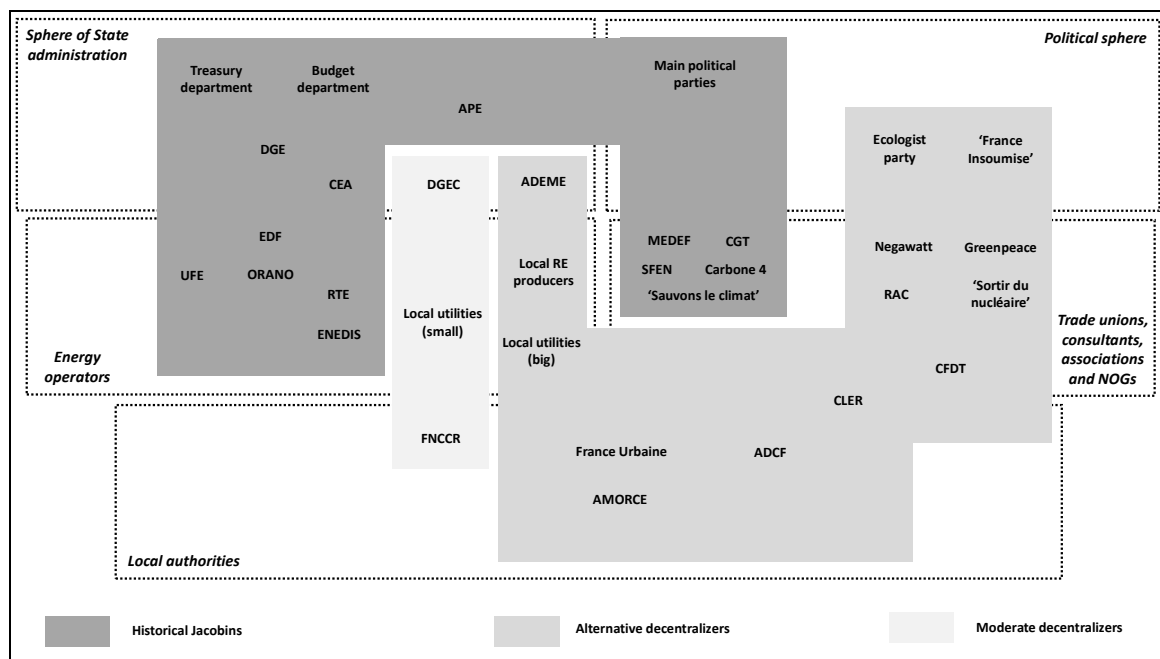 Sphere of State
administration
Political sphere
Treasury
department
Budget
department
Main political
parties
APE
DGE
Ecologist
party
‘France
Insoumise’
CEA
DGEC
ADEME
EDF
MEDEF
CGT
Negawatt
Greenpeace
UFE
ORANO
Local RE
producers
SFEN
Carbone 4
RTE
‘Sauvons le climat’
RAC
‘Sortir du
nucléaire’
ENEDIS
Local utilities
(small)
Local utilities
(big)
Trade unions,
consultants,
associations
and NOGs
Energy
operators
CFDT
CLER
FNCCR
France Urbaine
ADCF
AMORCE
Local authorities
Historical Jacobins
Alternative decentralizers
Moderate decentralizers